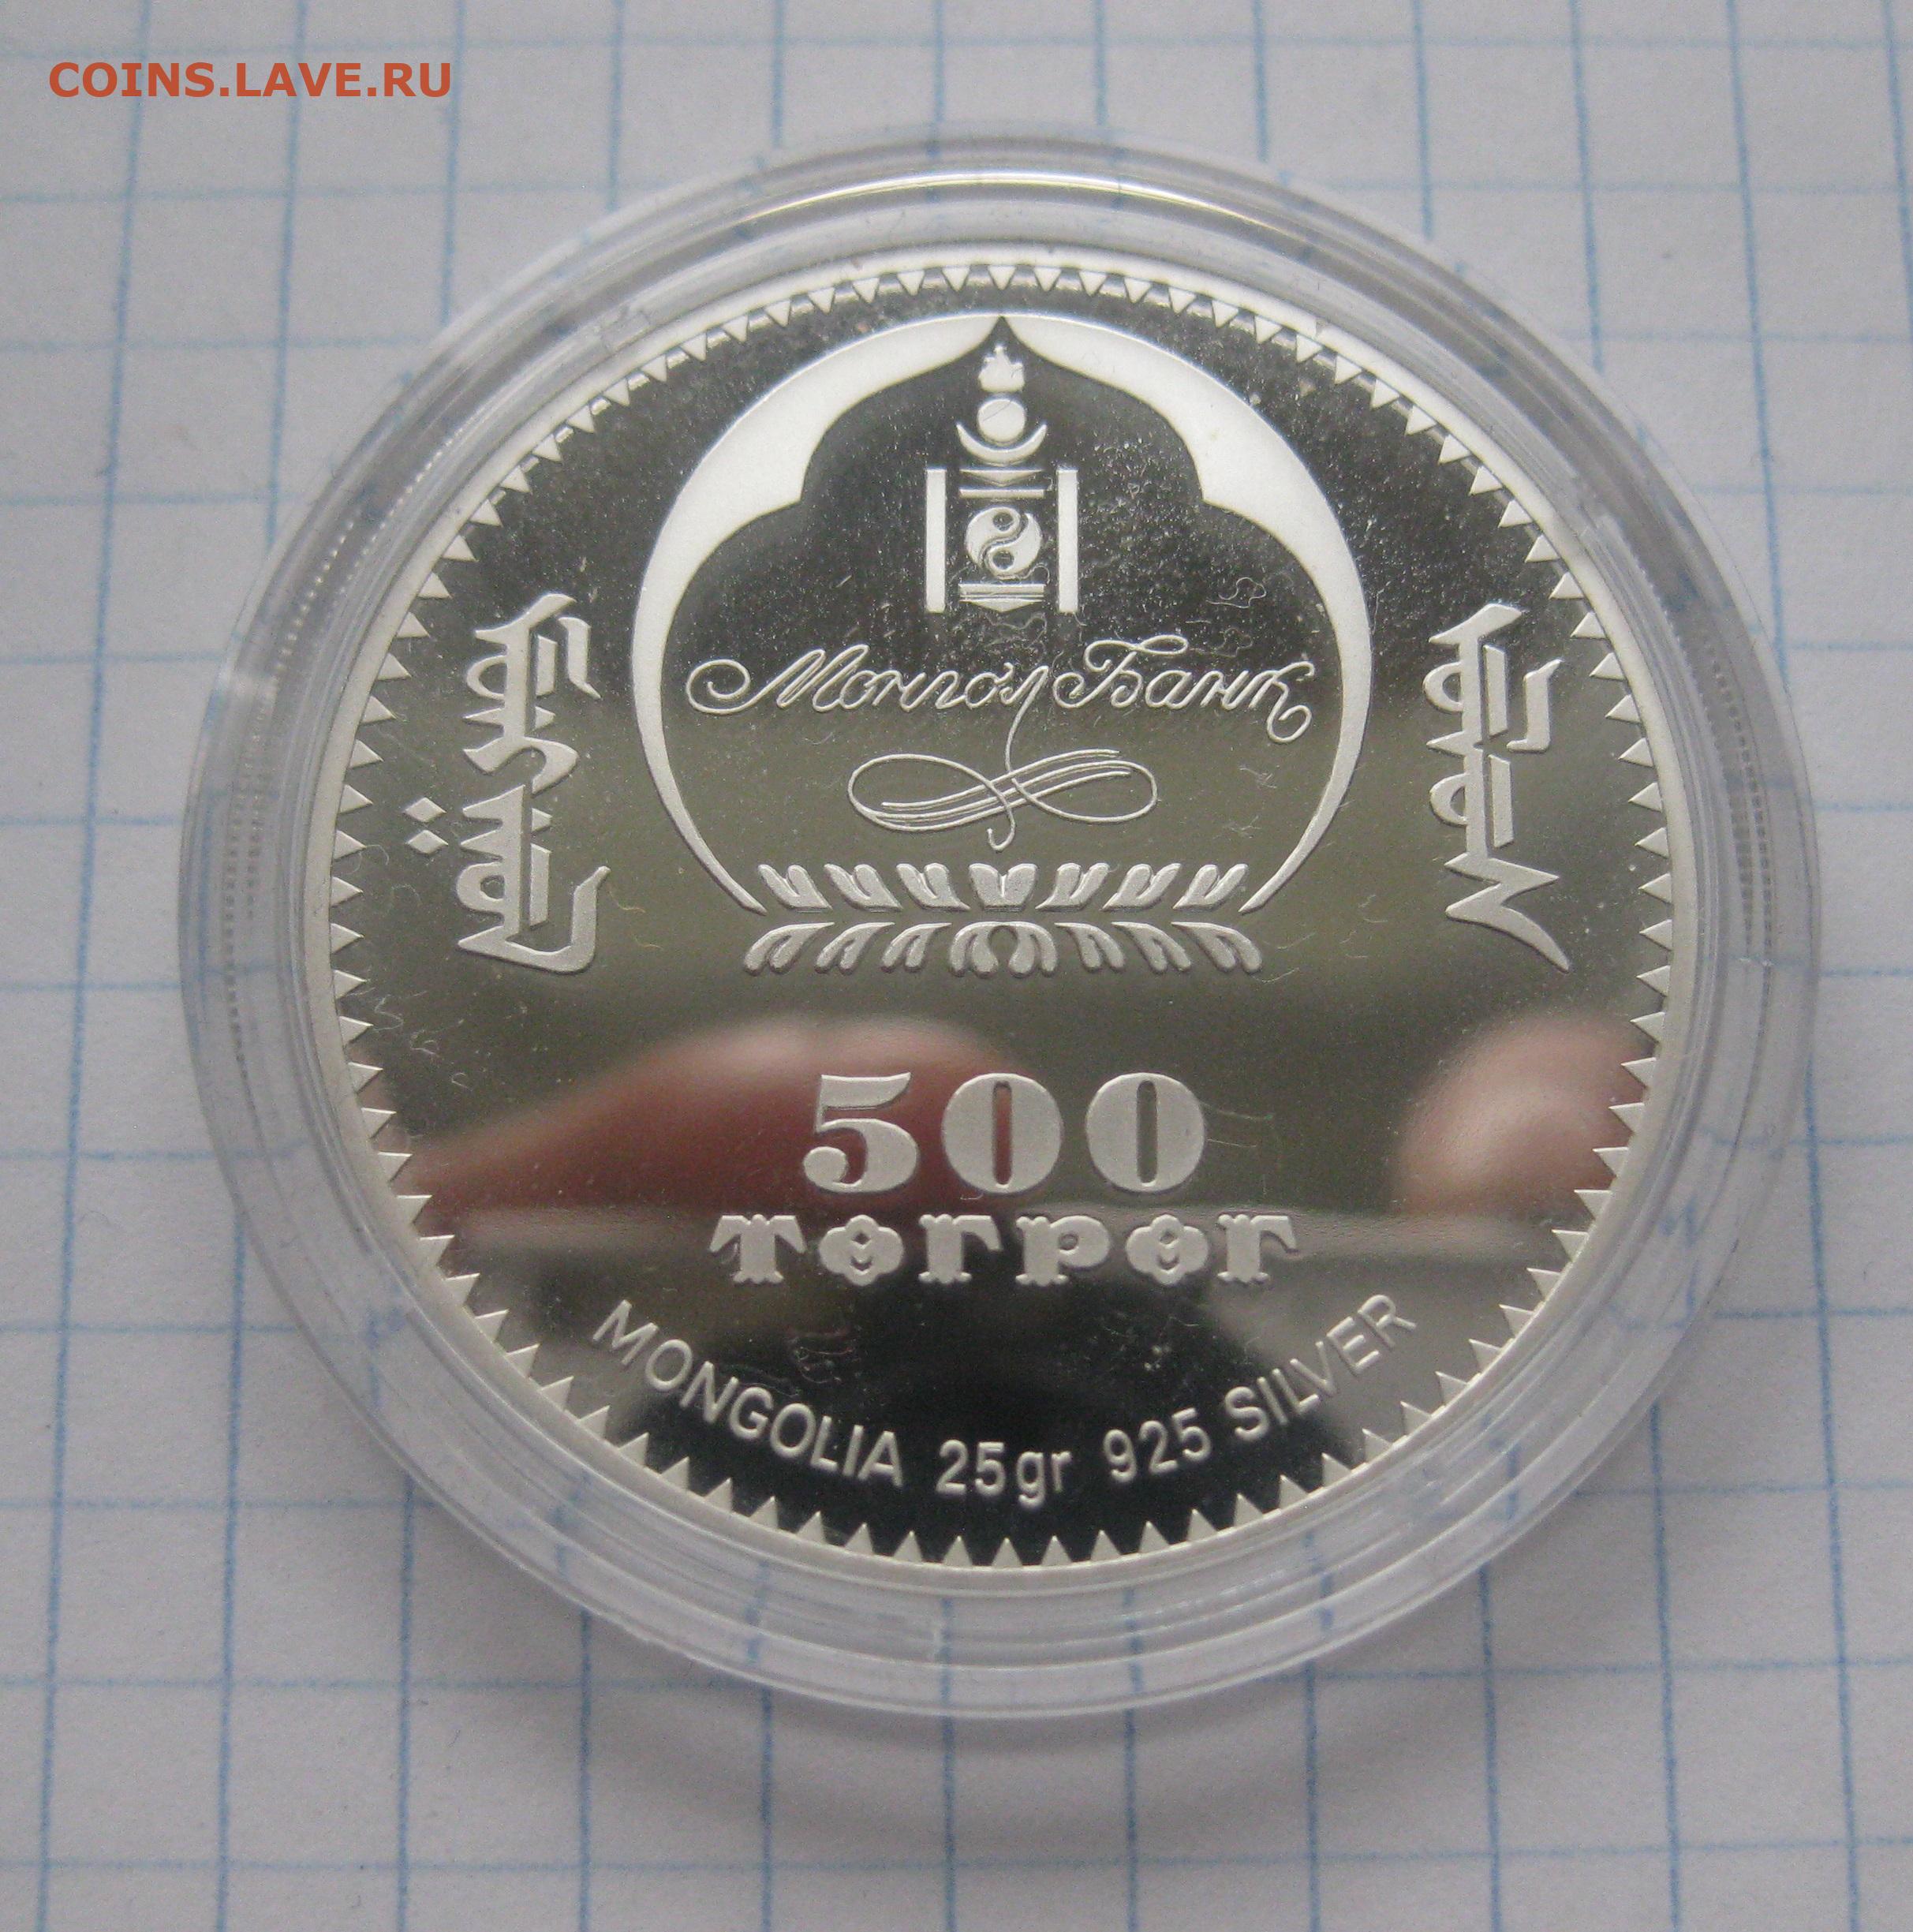 COINS.LAVE.RU
Монгол Банк
500
ТӨГРӨГ
MONGOLIA 25gr 925 SILVER